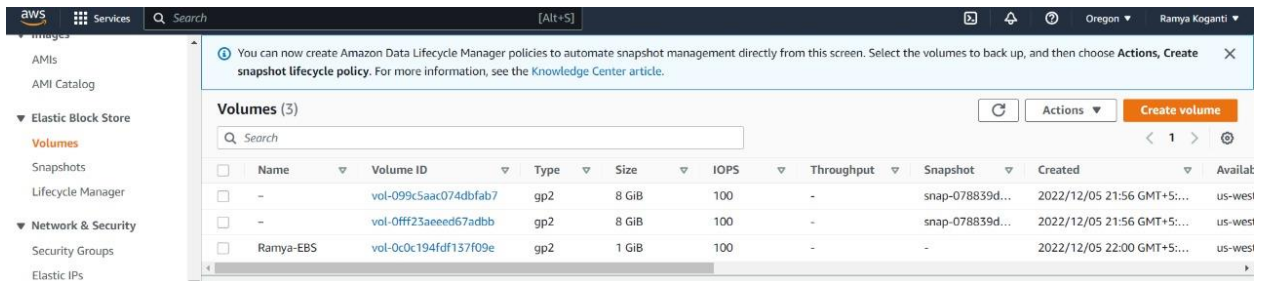 aws Services Search [Alt+S] Oregon ▼ Ramya Koganti ▼
Images
AMIs
AMI Catalog
▼ Elastic Block Store
Volumes
Snapshots
Lifecycle Manager
▼ Network & Security
Security Groups
Elastic IPs
You can now create Amazon Data Lifecycle Manager policies to automate snapshot management directly from this screen. Select the volumes to back up, and then choose Actions, Create
snapshot lifecycle policy. For more information, see the Knowledge Center article.
Volumes (3) Actions ▼ Create volume
Search < 1 >
Name Volume ID Type Size IOPS Throughput Snapshot Created Availab
– vol-099c5aac074dbfab7 gp2 8 GiB 100 - snap-078839d... 2022/12/05 21:56 GMT+5:... us-west
– vol-0fff23aeeed67adbb gp2 8 GiB 100 - snap-078839d... 2022/12/05 21:56 GMT+5:... us-west
Ramya-EBS vol-0c0c194fdf137f09e gp2 1 GiB 100 - - 2022/12/05 22:00 GMT+5:... us-west